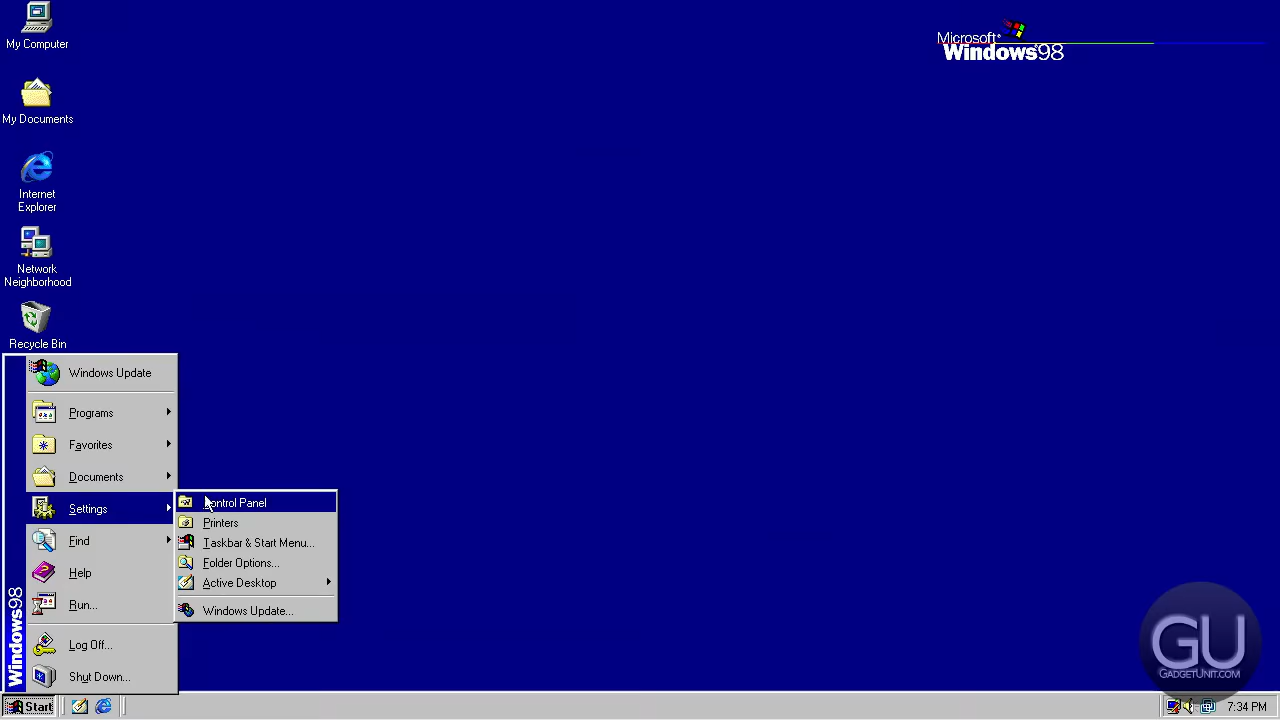 My Computer
Microsoft®
Windows®98
My Documents
Internet
Explorer
Network
Neighborhood
Recycle Bin
Windows Update
Programs
Favorites
Documents
Settings
Find
Help
Run...
Log Off...
Shut Down...
Windows98
Control Panel
Printers
Taskbar & Start Menu...
Folder Options...
Active Desktop
Windows Update...
GU
GADGETUNIT.COM
Start
7:34 PM